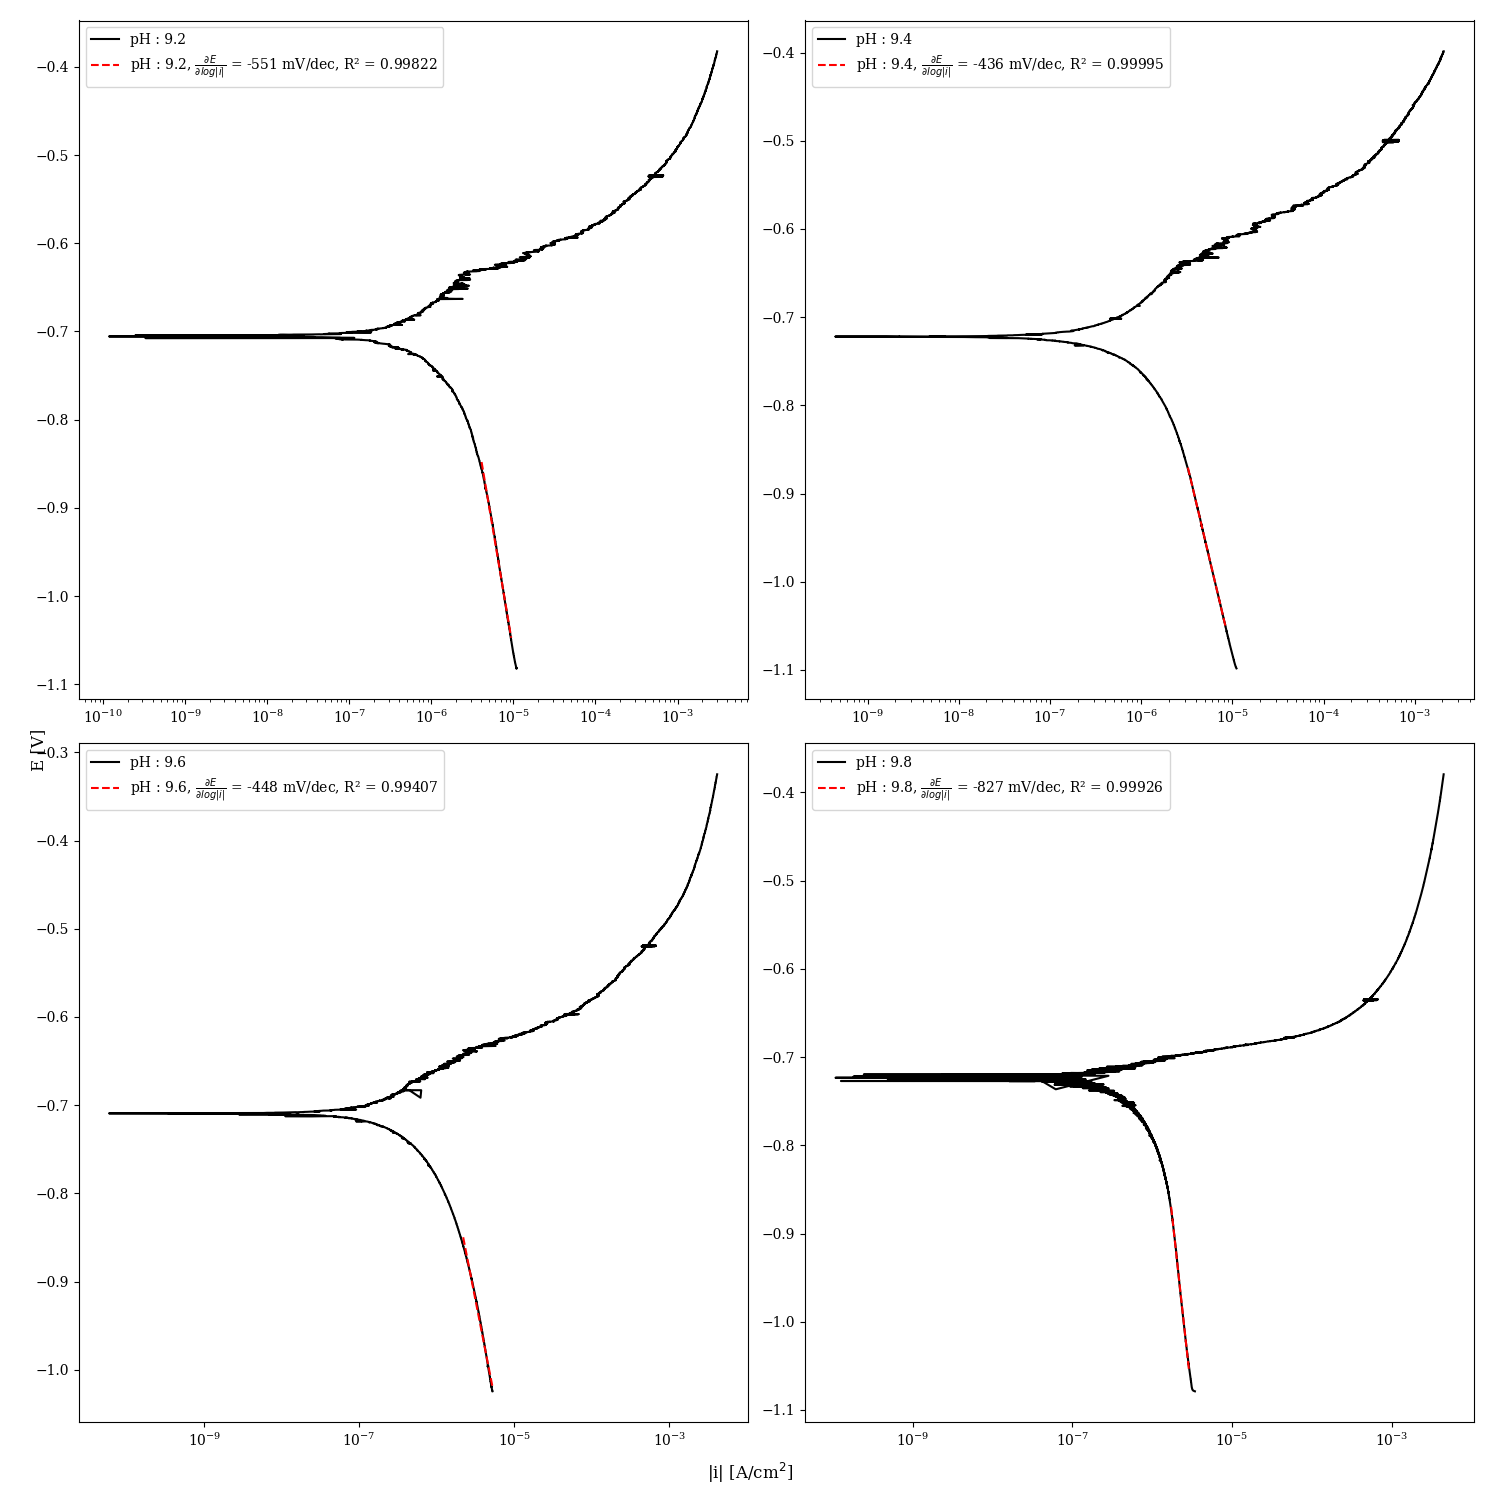 pH : 9.2
pH : 9.2, ∂E/∂log|i| = -551 mV/dec, R² = 0.99822
−0.4
−0.5
−0.6
−0.7
−0.8
−0.9
−1.0
−1.1
10⁻¹⁰ 10⁻⁹ 10⁻⁸ 10⁻⁷ 10⁻⁶ 10⁻⁵ 10⁻⁴ 10⁻³
pH : 9.4
pH : 9.4, ∂E/∂log|i| = -436 mV/dec, R² = 0.99995
−0.4
−0.5
−0.6
−0.7
−0.8
−0.9
−1.0
−1.1
10⁻⁹ 10⁻⁸ 10⁻⁷ 10⁻⁶ 10⁻⁵ 10⁻⁴ 10⁻³
E [V]
pH : 9.6
pH : 9.6, ∂E/∂log|i| = -448 mV/dec, R² = 0.99407
−0.3
−0.4
−0.5
−0.6
−0.7
−0.8
−0.9
−1.0
10⁻⁹ 10⁻⁷ 10⁻⁵ 10⁻³
pH : 9.8
pH : 9.8, ∂E/∂log|i| = -827 mV/dec, R² = 0.99926
−0.4
−0.5
−0.6
−0.7
−0.8
−0.9
−1.0
−1.1
10⁻⁹ 10⁻⁷ 10⁻⁵ 10⁻³
|i| [A/cm²]